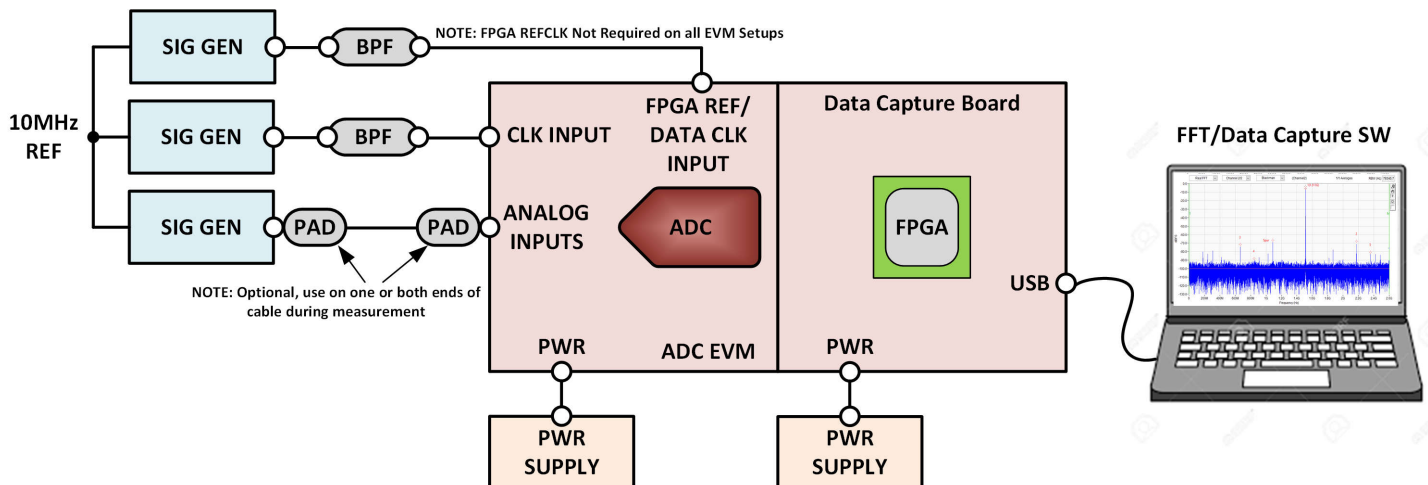 SIG GEN
BPF
NOTE: FPGA REFCLK Not Required on all EVM Setups
10MHz
REF
SIG GEN
BPF
CLK INPUT
FPGA REF/
DATA CLK
INPUT
Data Capture Board
FFT/Data Capture SW
SIG GEN
PAD
PAD
ANALOG
INPUTS
ADC
FPGA
NOTE: Optional, use on one or both ends of
cable during measurement
USB
PWR
ADC EVM
PWR
PWR
SUPPLY
PWR
SUPPLY